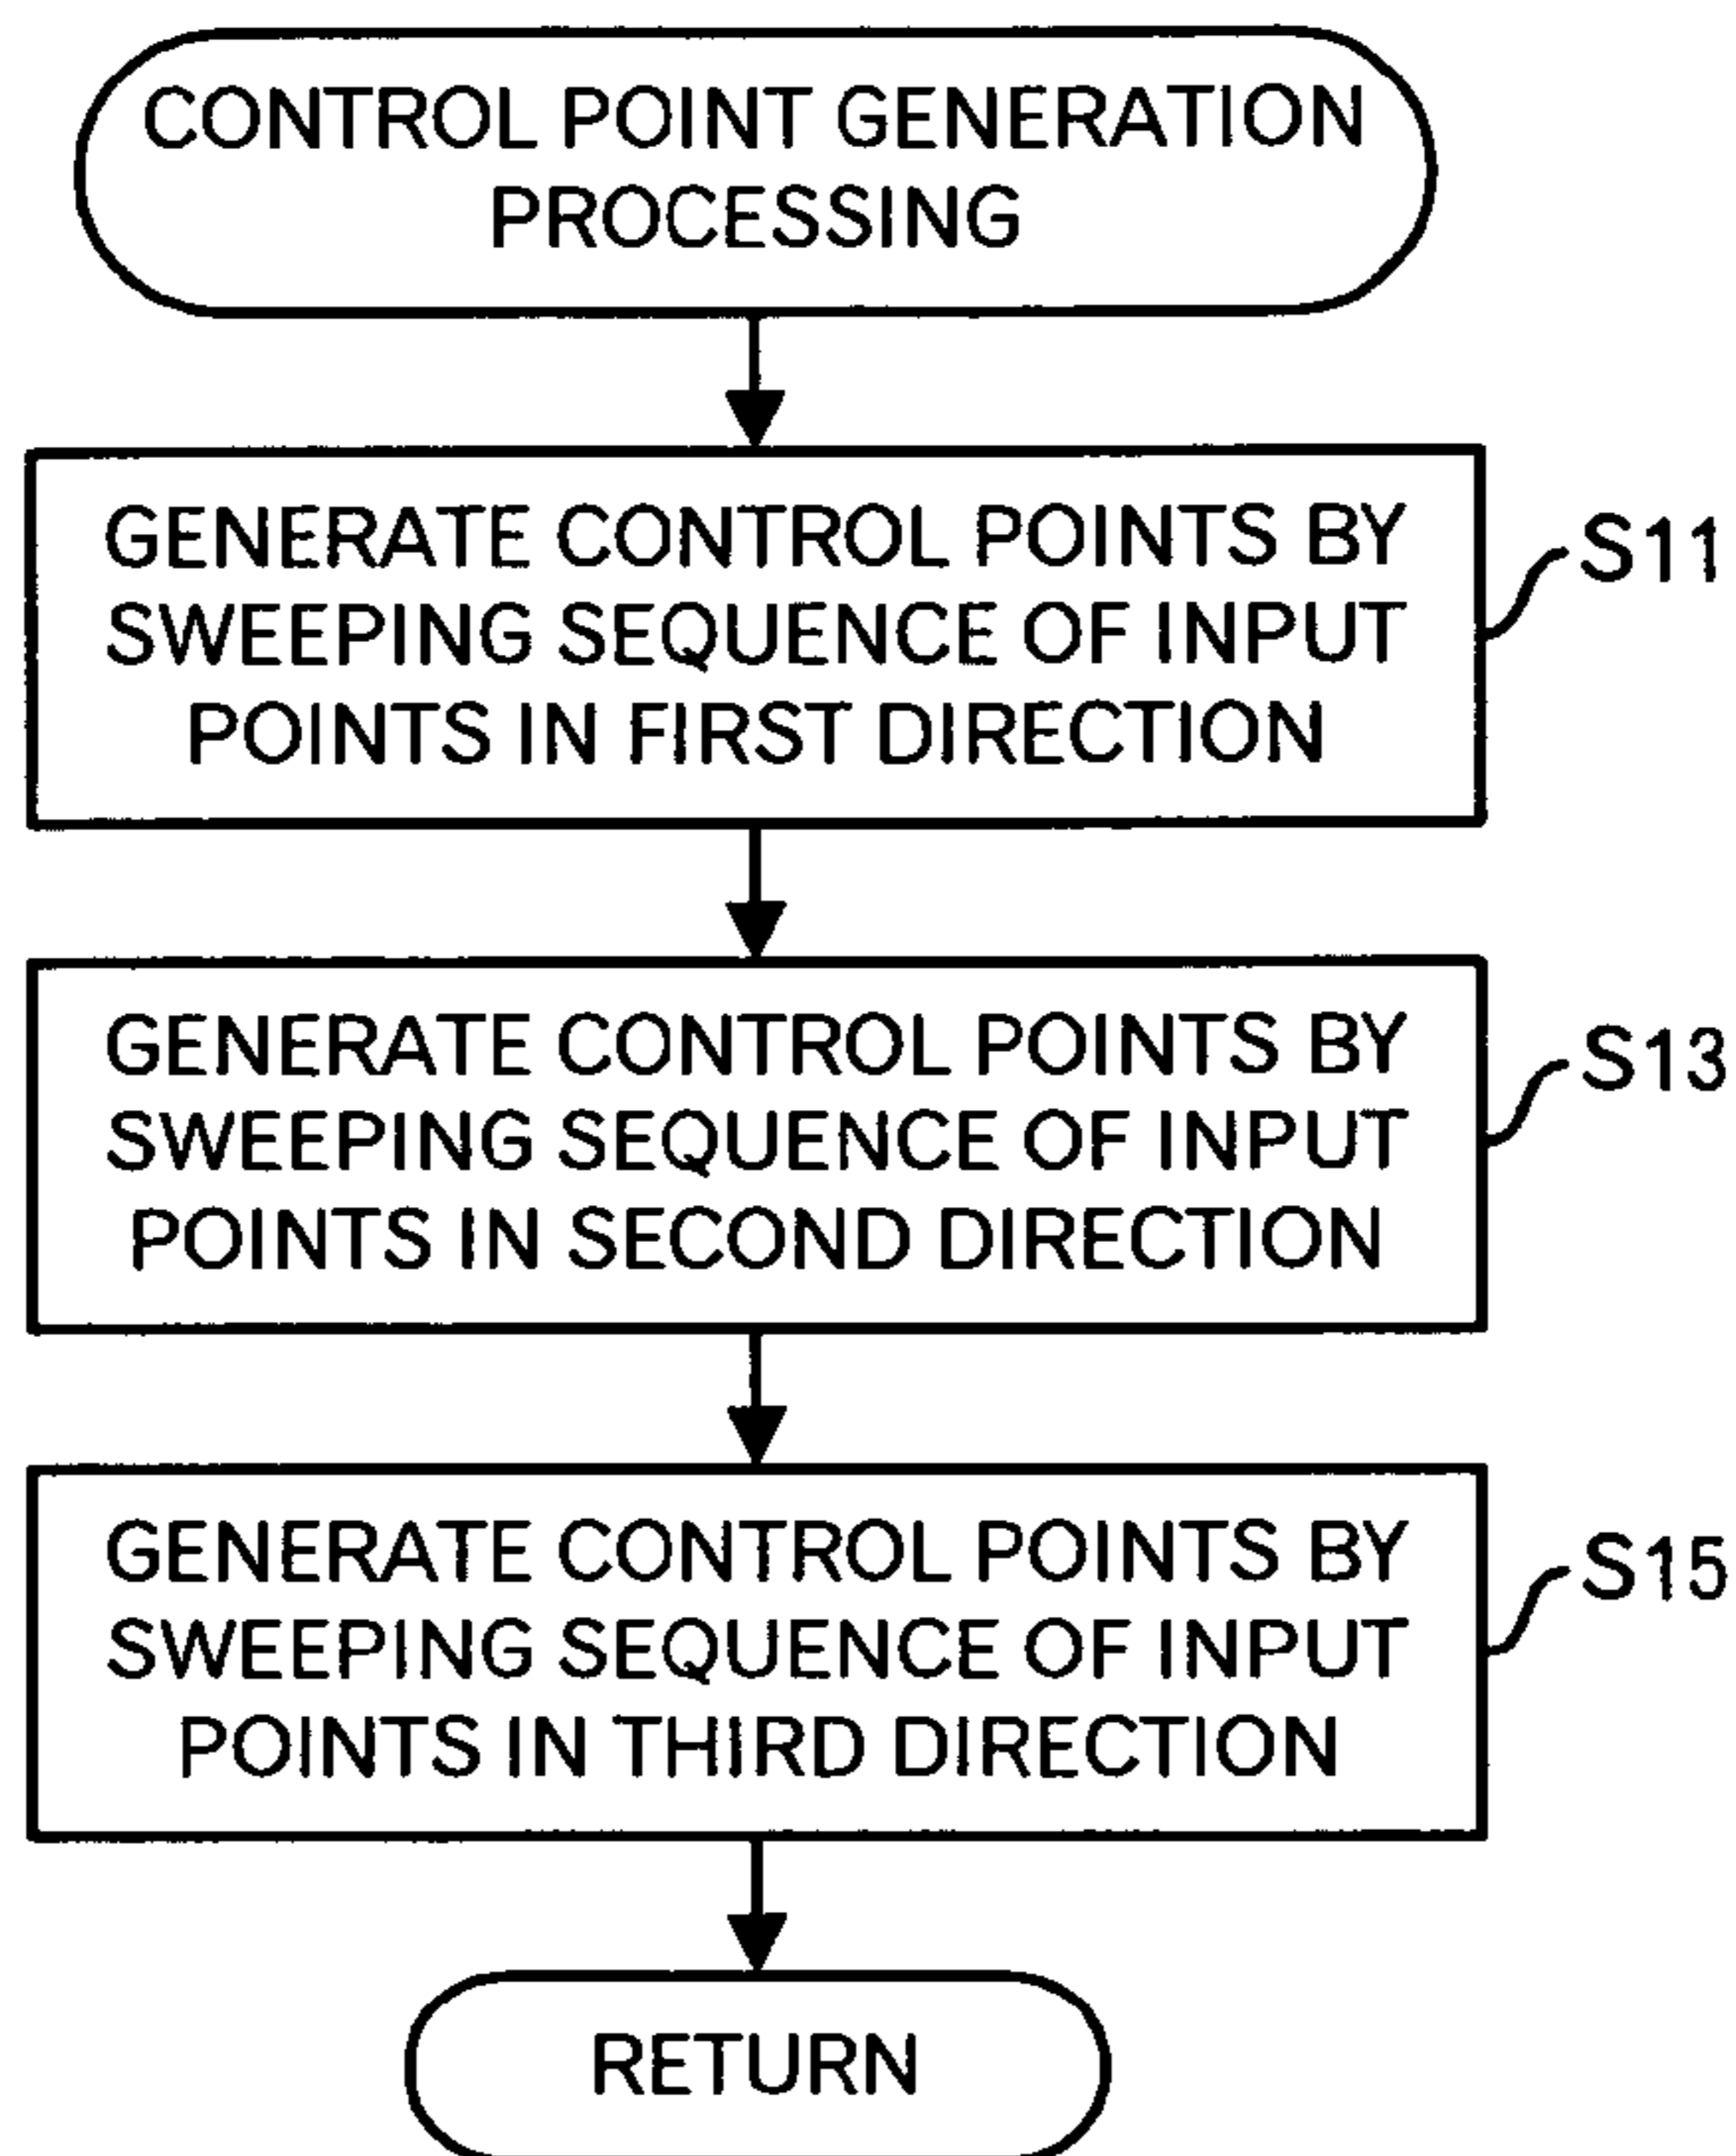 CONTROL POINT GENERATION
PROCESSING
GENERATE CONTROL POINTS BY
SWEEPING SEQUENCE OF INPUT
POINTS IN FIRST DIRECTION
S11
GENERATE CONTROL POINTS BY
SWEEPING SEQUENCE OF INPUT
POINTS IN SECOND DIRECTION
S13
GENERATE CONTROL POINTS BY
SWEEPING SEQUENCE OF INPUT
POINTS IN THIRD DIRECTION
S15
RETURN